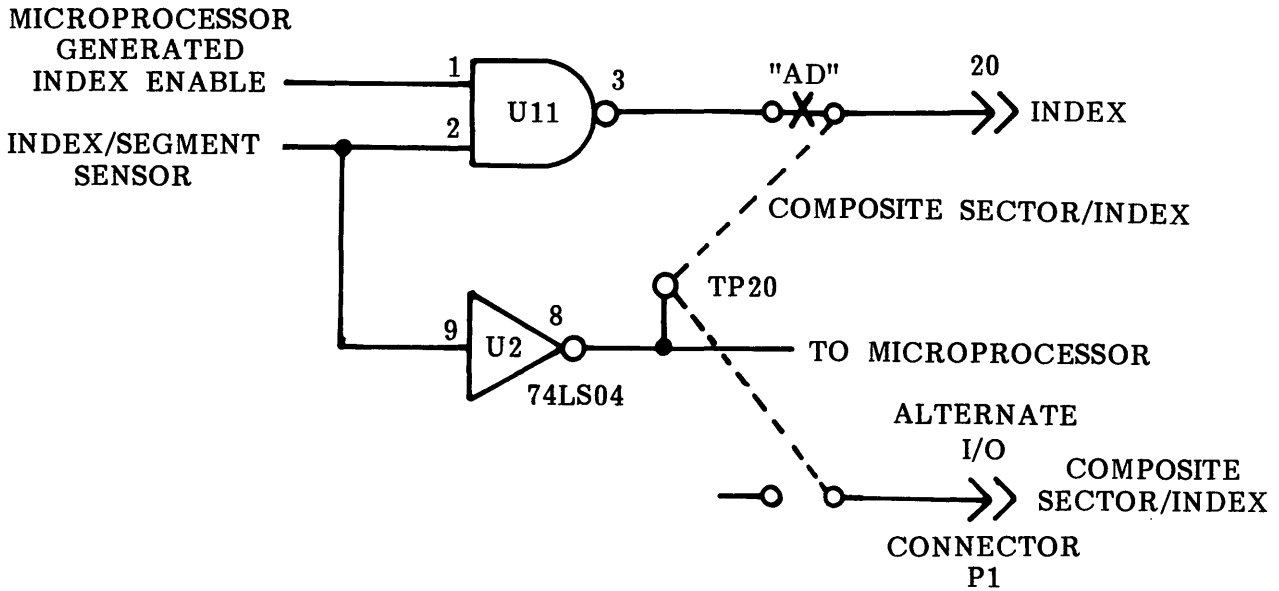 MICROPROCESSOR
GENERATED
INDEX ENABLE
1
2
U11
3
"AD"
20
INDEX
INDEX/SEGMENT
SENSOR
COMPOSITE SECTOR/INDEX
TP20
9
U2
8
74LS04
TO MICROPROCESSOR
ALTERNATE
I/O
COMPOSITE
SECTOR/INDEX
CONNECTOR
P1